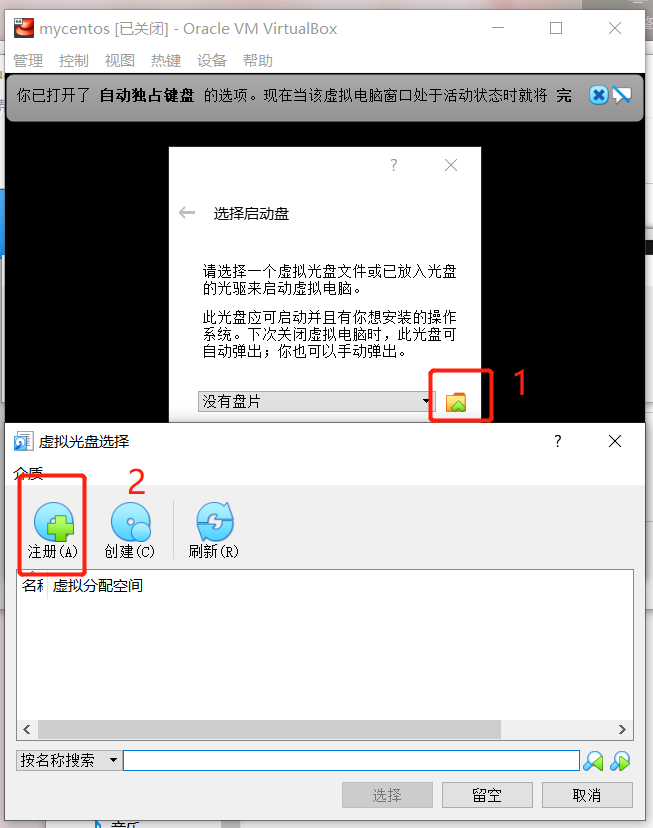 mycentos [已关闭] - Oracle VM VirtualBox
管理 控制 视图 热键 设备 帮助
你已打开了 自动独占键盘 的选项。现在当该虚拟电脑窗口处于活动状态时就将 完
?
选择启动盘
请选择一个虚拟光盘文件或已放入光盘
的光驱来启动虚拟电脑。
此光盘应可启动并且有你想安装的操作
系统。下次关闭虚拟电脑时，此光盘可
自动弹出；你也可以手动弹出。
没有盘片
1
虚拟光盘选择 ?
介质
2
注册(A) 创建(C) 刷新(R)
名称 虚拟分配空间
按名称搜索
选择 留空 取消
音乐